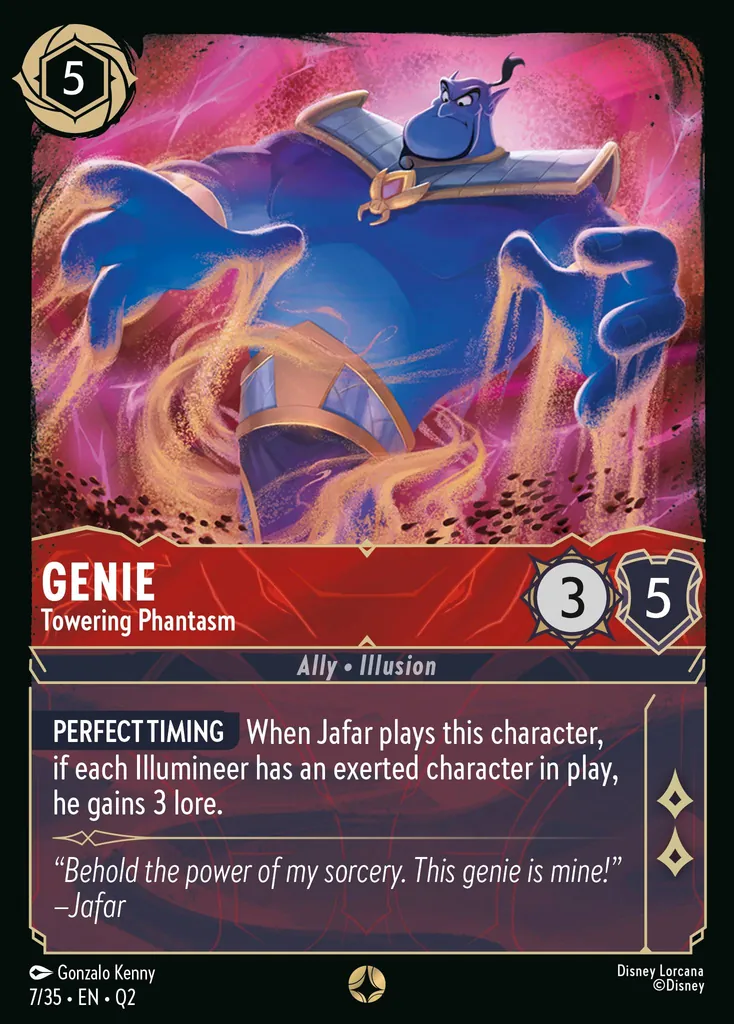 5
GENIE
Towering Phantasm
3
5
Ally • Illusion
PERFECT TIMING When Jafar plays this character,
if each Illumineer has an exerted character in play,
he gains 3 lore.
“Behold the power of my sorcery. This genie is mine!”
–Jafar
Gonzalo Kenny
7/35 • EN • Q2
Disney Lorcana
©Disney